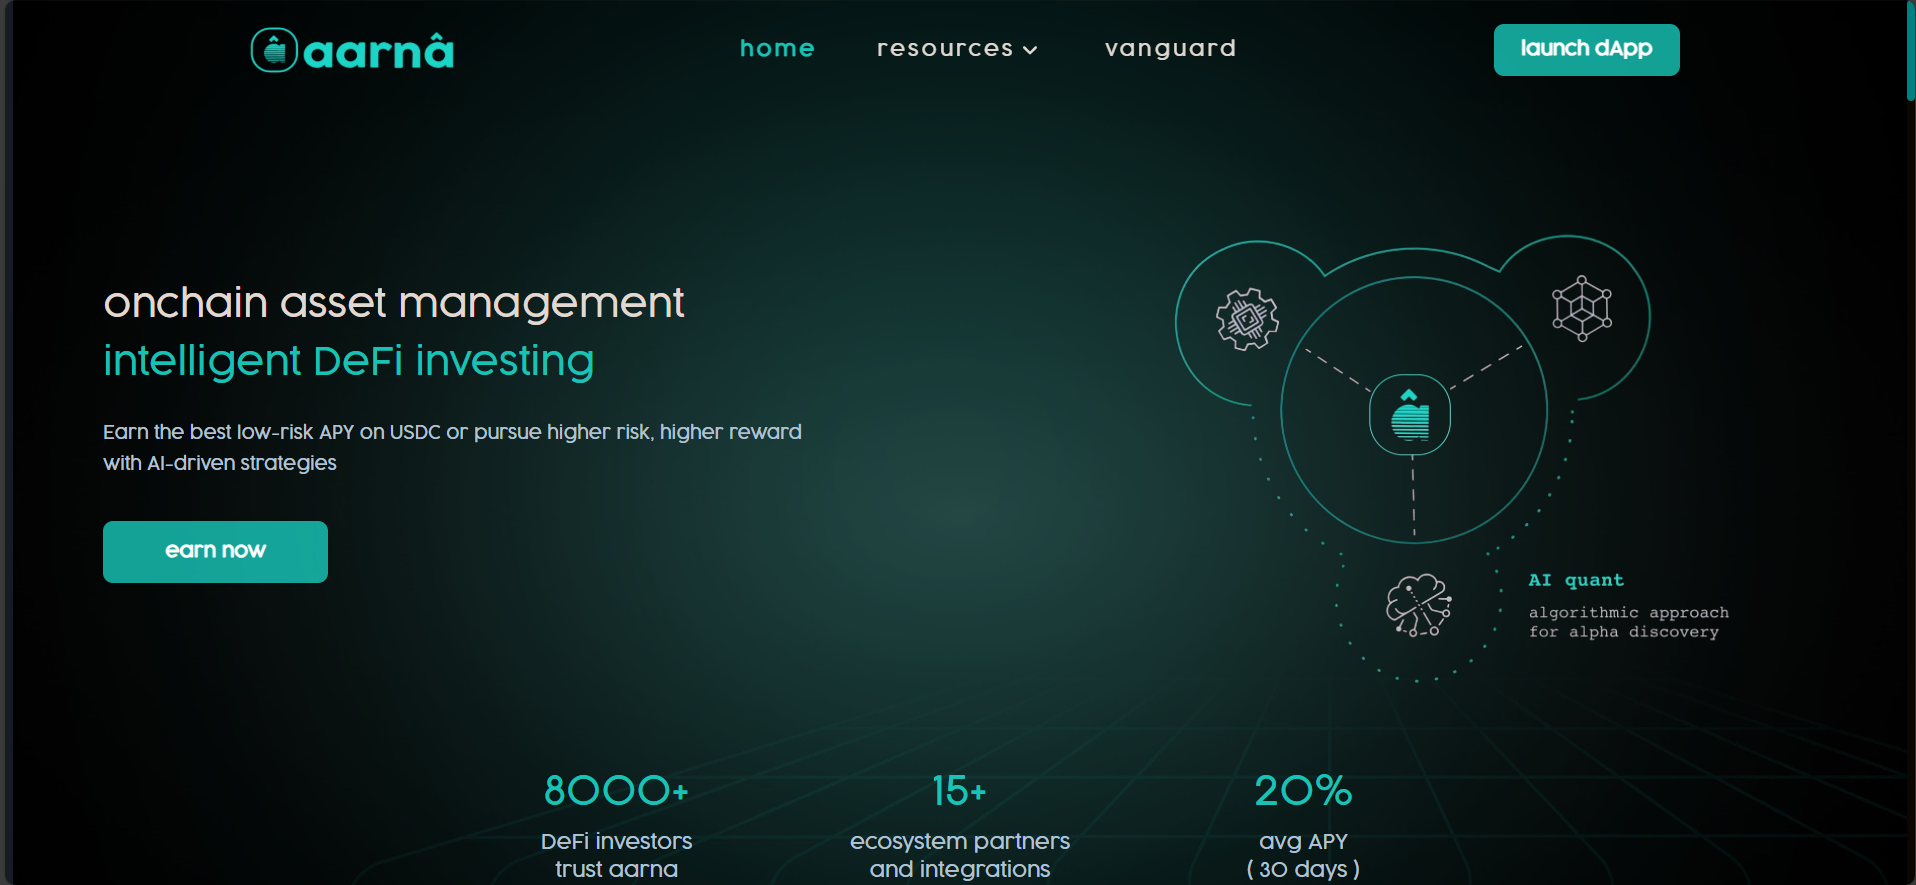 aarnâ
home
resources
vanguard
launch dApp
onchain asset management
intelligent DeFi investing
Earn the best low-risk APY on USDC or pursue higher risk, higher reward
with AI-driven strategies
earn now
AI quant
algorithmic approach
for alpha discovery
8000+
DeFi investors
trust aarna
15+
ecosystem partners
and integrations
20%
avg APY
( 30 days )